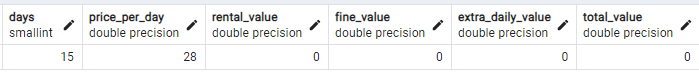 days price_per_day rental_value fine_value extra_daily_value total_value
smallint double precision double precision double precision double precision double precision
15 28 0 0 0 0